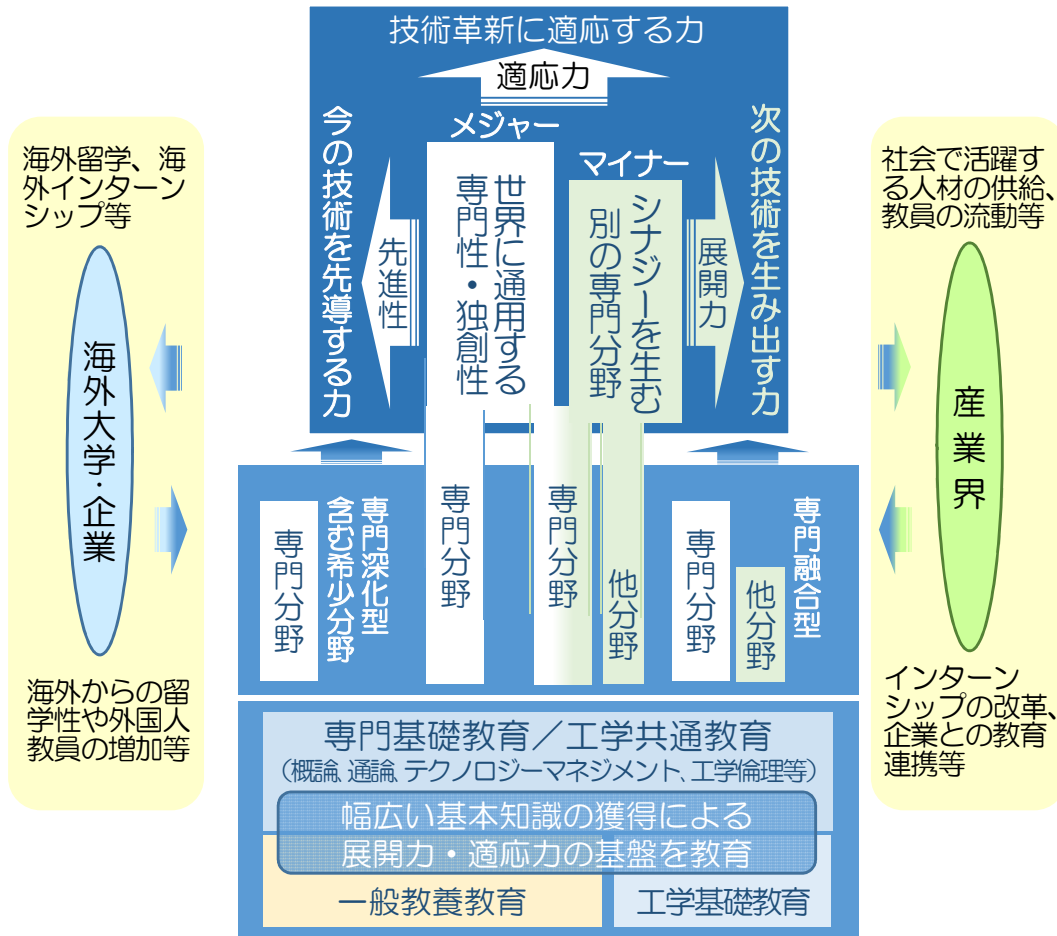 技術革新に適応する力
適応力
今の技術を先導する力
先進性
メジャー
世界に通用する
専門性・独創性
マイナー
シナジーを生む
別の専門分野
展開力
次の技術を生み出す力
海外留学、海
外インターン
シップ等
海外大学・企業
海外からの留
学性や外国人
教員の増加等
社会で活躍す
る人材の供給、
教員の流動等
産業界
インターン
シップの改革、
企業との教育
連携等
専門分野
専門深化型
含む希少分野
専門分野
専門分野
他分野
専門分野
他分野
専門融合型
専門基礎教育／工学共通教育
（概論、通論、テクノロジーマネジメント、工学倫理等）
幅広い基本知識の獲得による
展開力・適応力の基盤を教育
一般教養教育
工学基礎教育